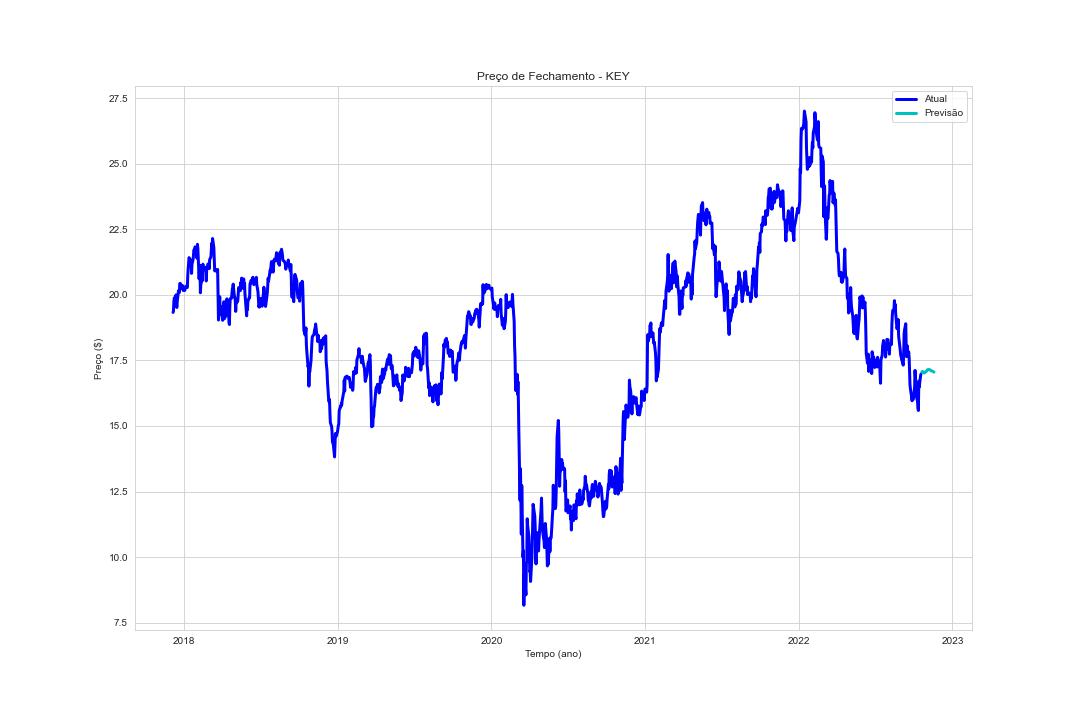 Preço de Fechamento - KEY
Atual
Previsão
27.5
25.0
22.5
20.0
17.5
15.0
12.5
10.0
7.5
Preço ($)
2018 2019 2020 2021 2022 2023
Tempo (ano)